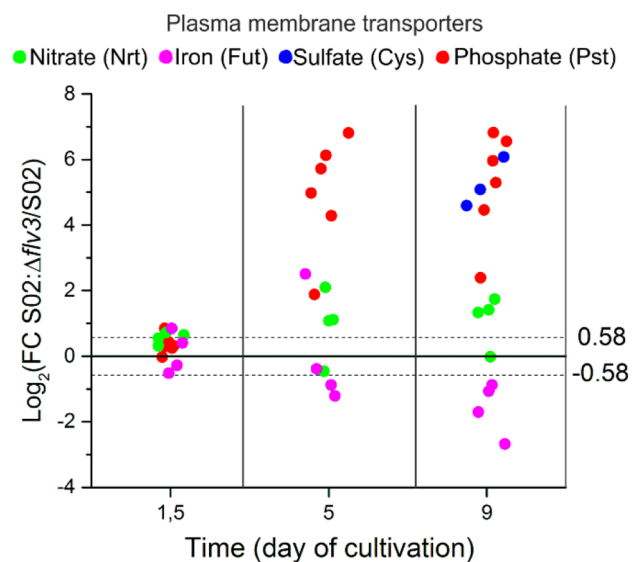 Plasma membrane transporters
Nitrate (Nrt) Iron (Fut) Sulfate (Cys) Phosphate (Pst)
Log₂(FC S02:Δflv3/S02)
8
6
4
2
0
-2
-4
0.58
-0.58
1,5 5 9
Time (day of cultivation)